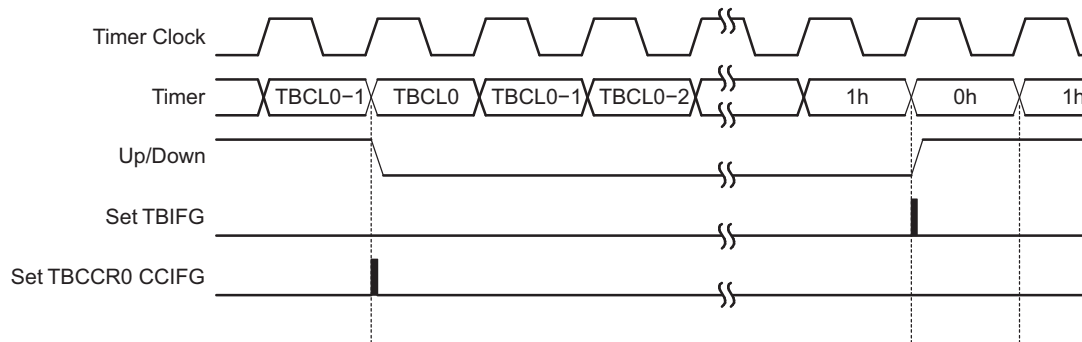 Timer Clock
Timer TBCL0−1 TBCL0 TBCL0−1 TBCL0−2 1h 0h 1h
Up/Down
Set TBIFG
Set TBCCR0 CCIFG